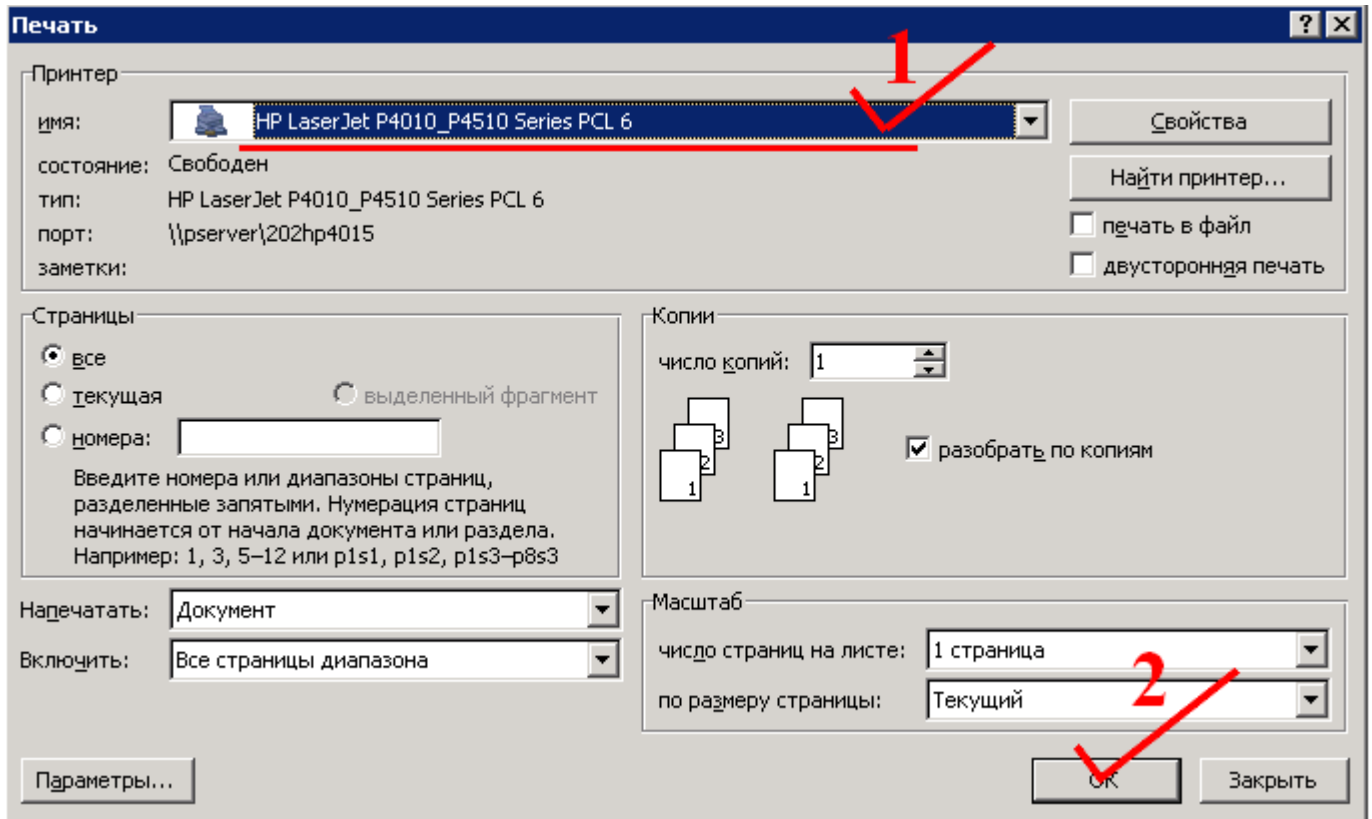 Печать
1
Принтер
имя: HP LaserJet P4010_P4510 Series PCL 6 Свойства
состояние: Свободен
Найти принтер...
тип: HP LaserJet P4010_P4510 Series PCL 6
порт: \\pserver\202hp4015 печать в файл
заметки: двусторонняя печать
Страницы
все
текущая выделенный фрагмент
номера:
Введите номера или диапазоны страниц,
разделенные запятыми. Нумерация страниц
начинается от начала документа или раздела.
Например: 1, 3, 5–12 или p1s1, p1s2, p1s3–p8s3
Копии
число копий: 1
3 3
2 2
1 1
разобрать по копиям
Напечатать: Документ
Включить: Все страницы диапазона
Масштаб
число страниц на листе: 1 страница
по размеру страницы: Текущий
2
Параметры... ОК Закрыть